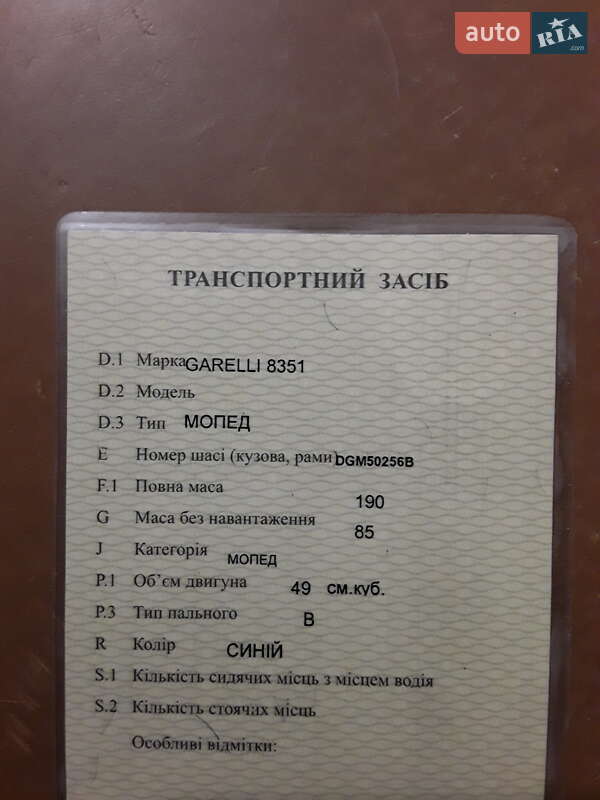 auto RIA.com
ТРАНСПОРТНИЙ ЗАСІБ
D.1 Марка GARELLI 8351
D.2 Модель
D.3 Тип МОПЕД
E Номер шасі (кузова, рами) DGM50256B
F.1 Повна маса 190
G Маса без навантаження 85
J Категорія МОПЕД
P.1 Об'єм двигуна 49 см.куб.
P.3 Тип пального В
R Колір СИНІЙ
S.1 Кількість сидячих місць з місцем водія
S.2 Кількість стоячих місць
Особливі відмітки: